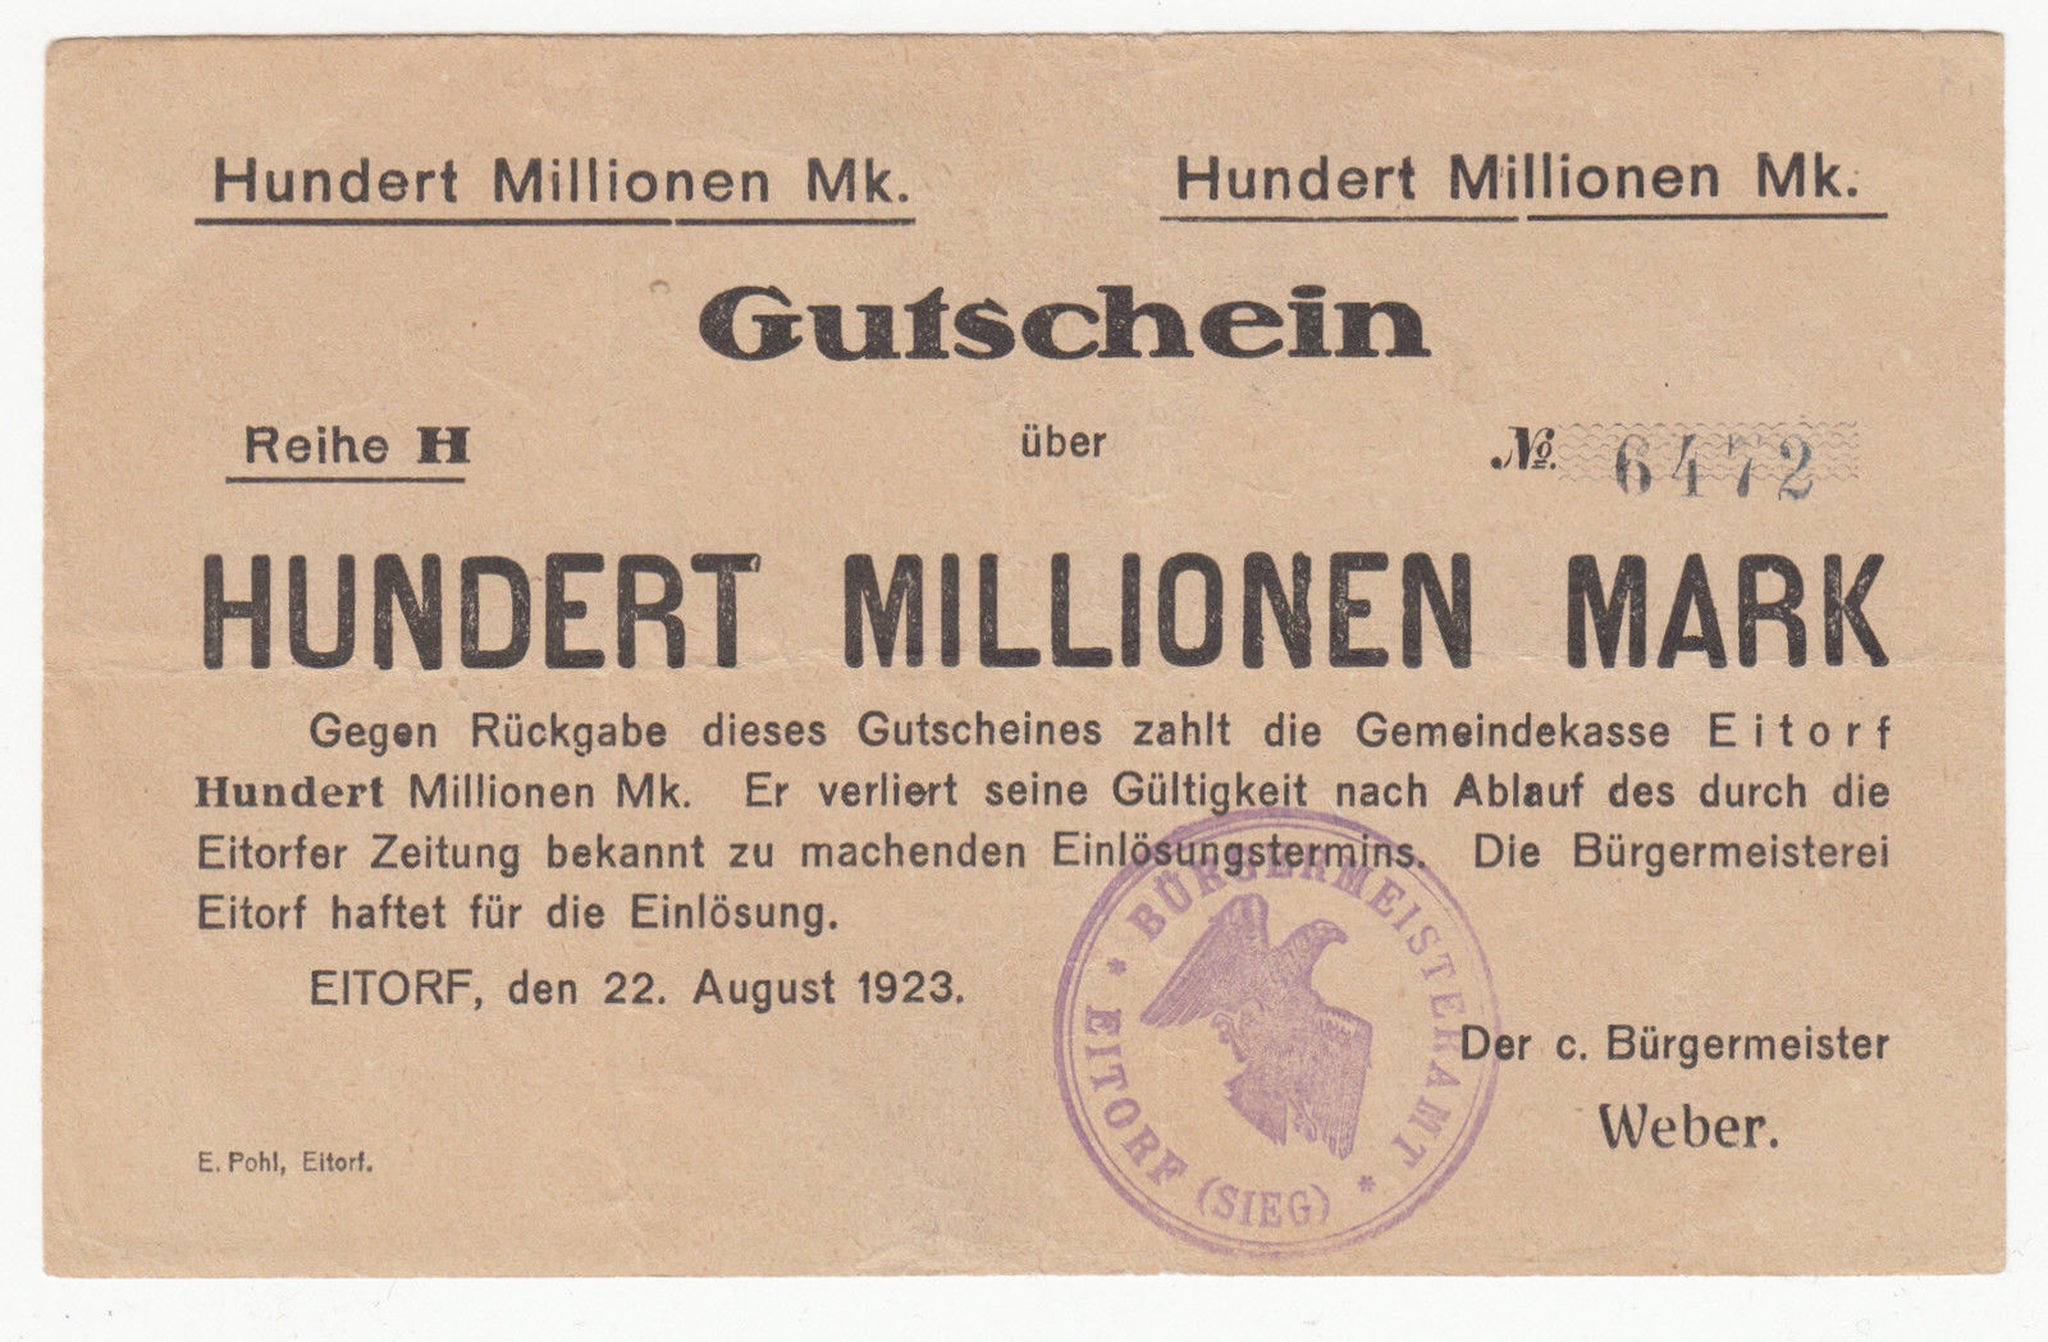 Hundert Millionen Mk. Hundert Millionen Mk.
Gutschein
Reihe H über № 6472
HUNDERT MILLIONEN MARK
Gegen Rückgabe dieses Gutscheines zahlt die Gemeindekasse Eitorf
Hundert Millionen Mk. Er verliert seine Gültigkeit nach Ablauf des durch die
Eitorfer Zeitung bekannt zu machenden Einlösungstermins. Die Bürgermeisterei
Eitorf haftet für die Einlösung.
EITORF, den 22. August 1923.
Der c. Bürgermeister
Weber.
E. Pohl, Eitorf.
* BÜRGERMEISTERAMT *
EITORF (SIEG)